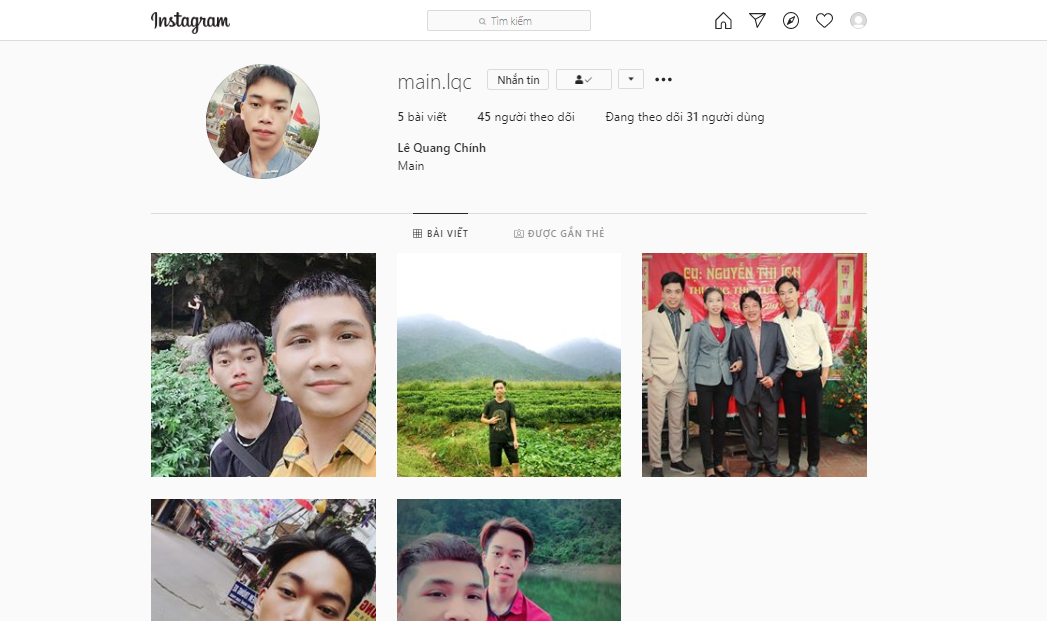 Instagram
Tìm kiếm
main.lqc
Nhắn tin
5 bài viết 45 người theo dõi Đang theo dõi 31 người dùng
Lê Quang Chính
Main
BÀI VIẾT ĐƯỢC GẮN THẺ
CỤ: NGUYỄN THỊ ÍCH